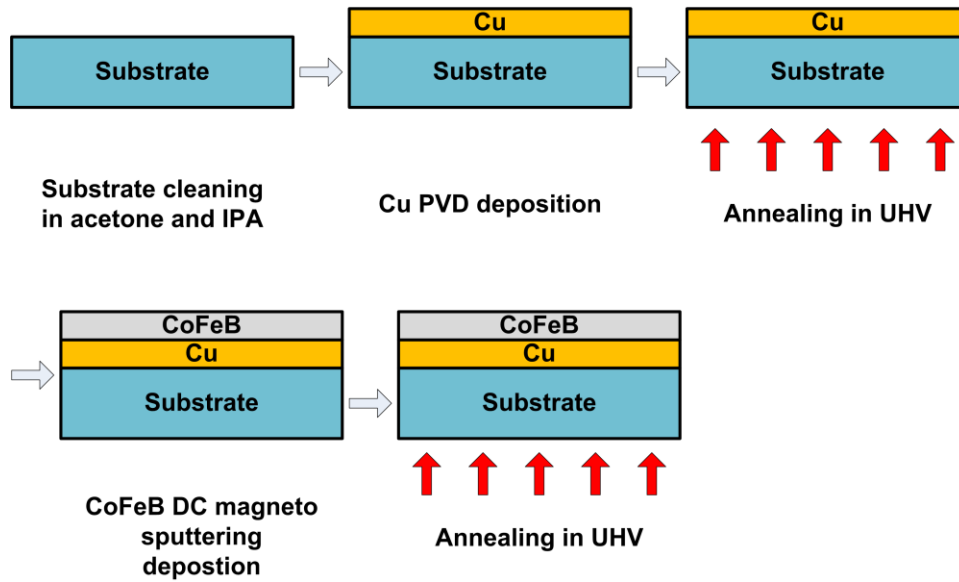 Substrate
Substrate cleaning
in acetone and IPA
Cu
Substrate
Cu PVD deposition
Cu
Substrate
Annealing in UHV
CoFeB
Cu
Substrate
CoFeB DC magneto
sputtering
depostion
CoFeB
Cu
Substrate
Annealing in UHV